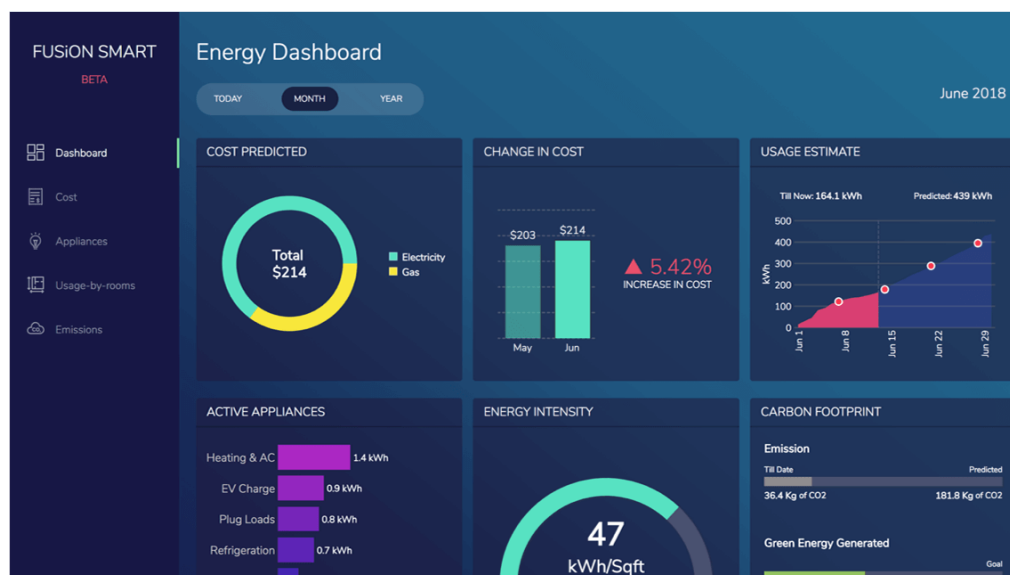 FUSiON SMART
BETA
Dashboard
Cost
Appliances
Usage-by-rooms
Emissions
Energy Dashboard
TODAY MONTH YEAR
June 2018
COST PREDICTED
Total
$214
Electricity
Gas
CHANGE IN COST
$203 $214
5.42%
INCREASE IN COST
May Jun
USAGE ESTIMATE
Till Now: 164.1 kWh Predicted: 439 kWh
500
400
300
200
100
0
kWh
Jun 1 Jun 8 Jun 15 Jun 22 Jun 29
ACTIVE APPLIANCES
Heating & AC 1.4 kWh
EV Charge 0.9 kWh
Plug Loads 0.8 kWh
Refrigeration 0.7 kWh
ENERGY INTENSITY
47
kWh/Sqft
CARBON FOOTPRINT
Emission
Till Date Predicted
36.4 Kg of CO2 181.8 Kg of CO2
Green Energy Generated
Goal